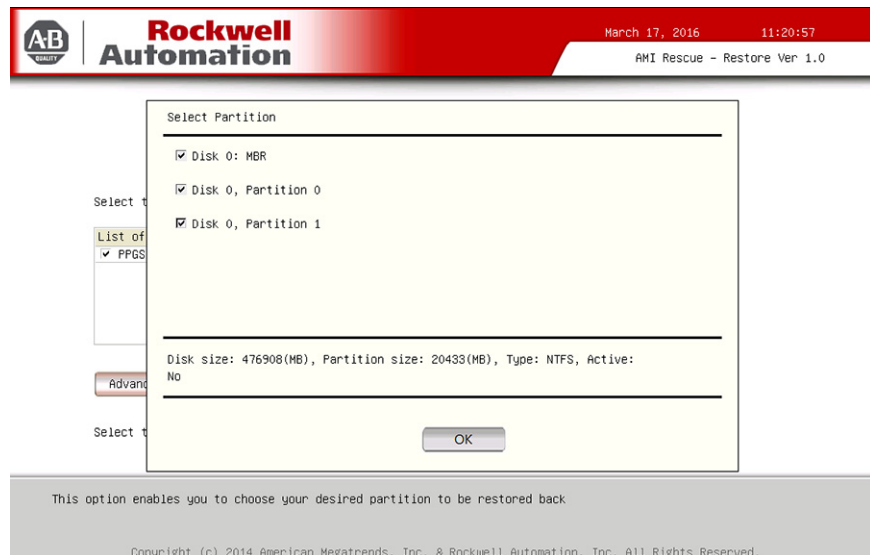 A·B
QUALITY
Rockwell
Automation
March 17, 2016 11:20:57
AMI Rescue - Restore Ver 1.0
Select Partition
Disk 0: MBR
Disk 0, Partition 0
Disk 0, Partition 1
Select t
List of
PPGS
Disk size: 476908(MB), Partition size: 20433(MB), Type: NTFS, Active:
No
Advanc
Select t
OK
This option enables you to choose your desired partition to be restored back
Copyright (c) 2014 American Megatrends, Inc. & Rockwell Automation, Inc. All Rights Reserved